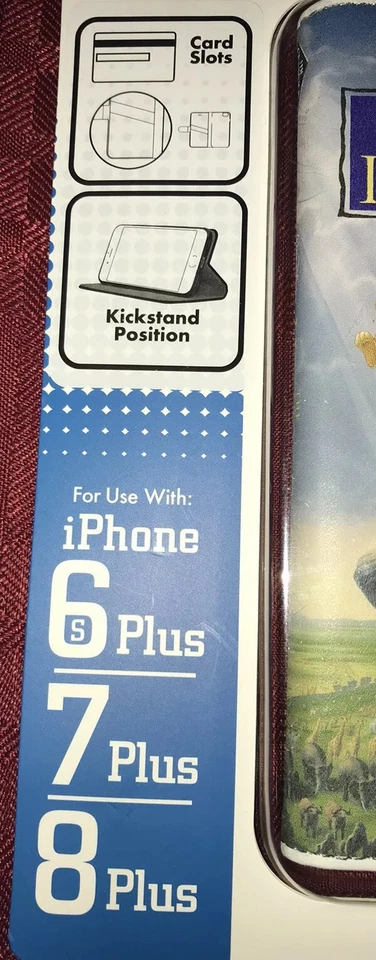 Card
Slots
Kickstand
Position
For Use With:
iPhone
6s Plus
7 Plus
8 Plus